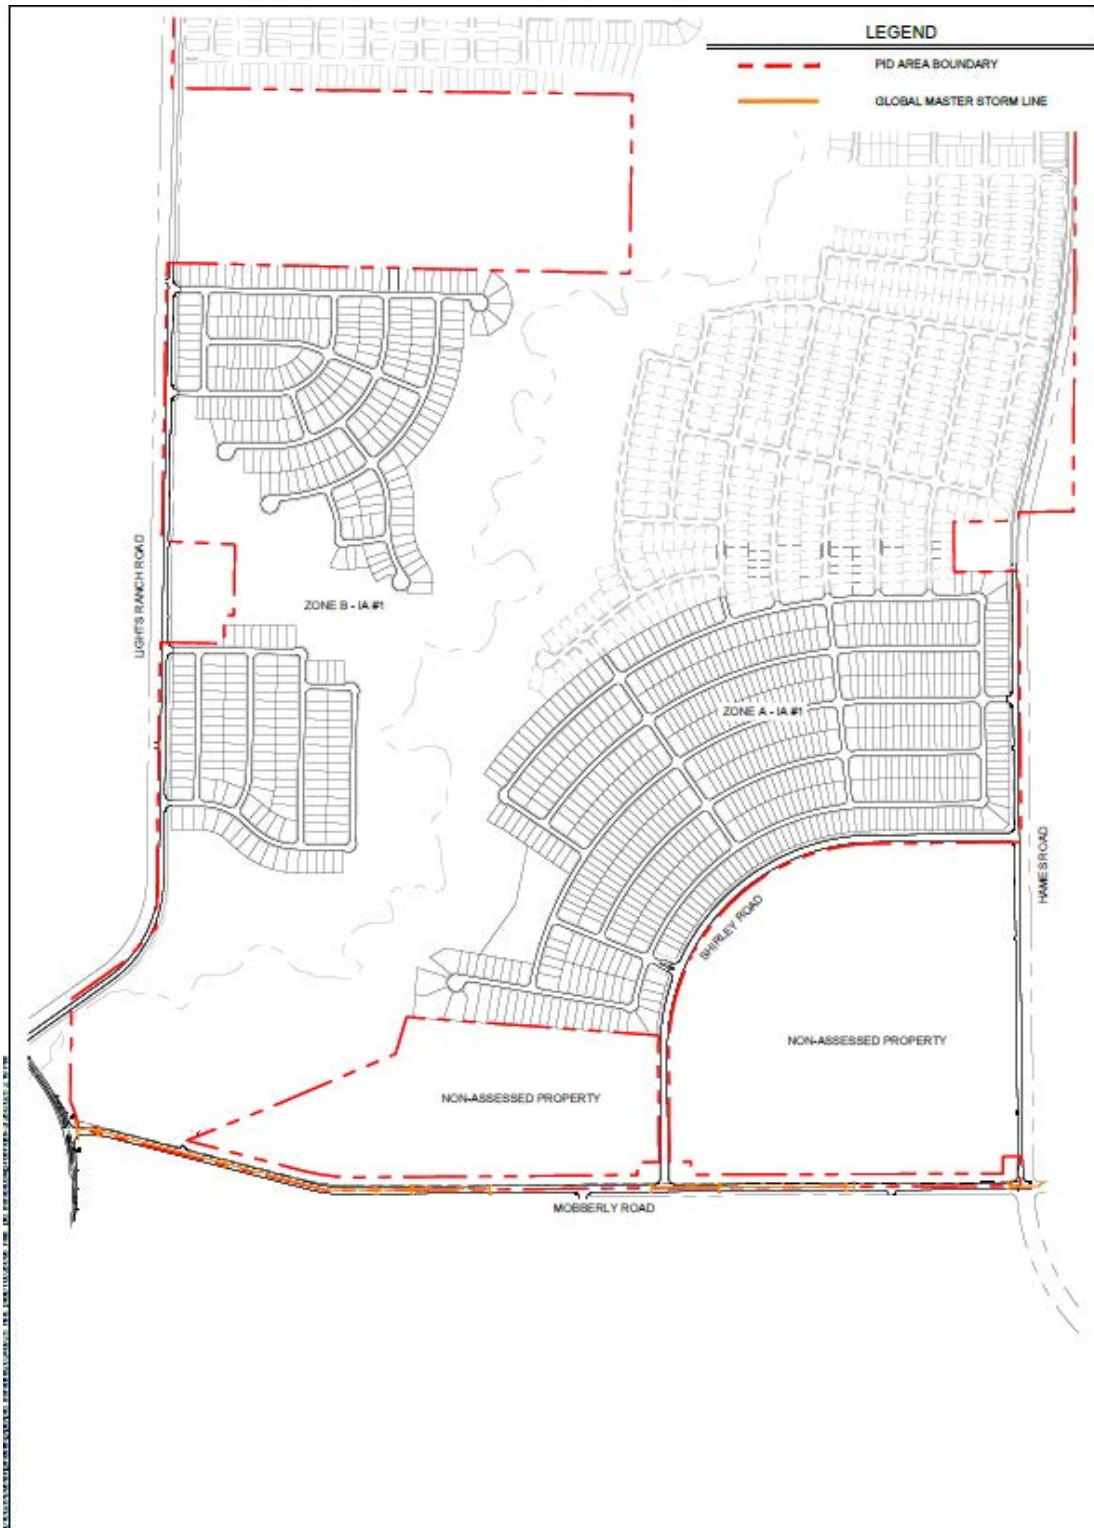 LEGEND
PID AREA BOUNDARY
GLOBAL MASTER STORM LINE
LIGHTS RANCH ROAD
ZONE B - IA #1
ZONE A - IA #1
HAMES ROAD
SHIRLEY ROAD
NON-ASSESSED PROPERTY
NON-ASSESSED PROPERTY
MOBBERLY ROAD